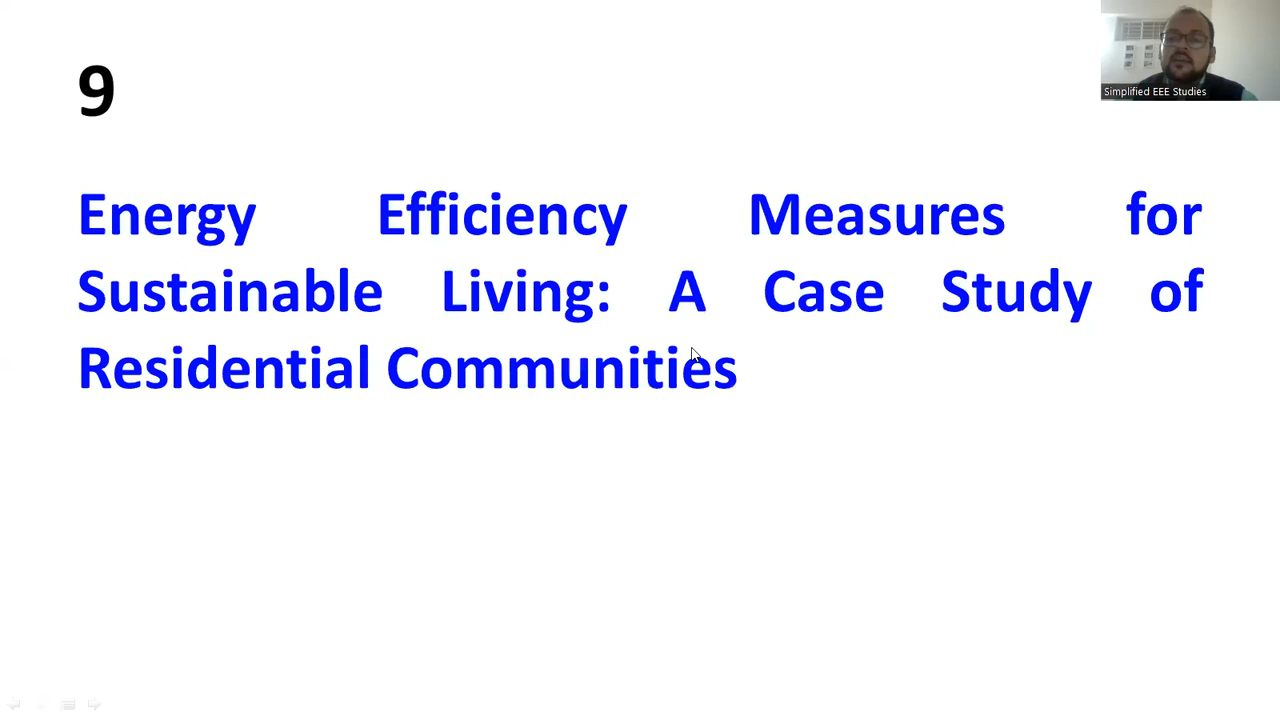 9
Simplified EEE Studies
Energy Efficiency Measures for
Sustainable Living: A Case Study of
Residential Communities